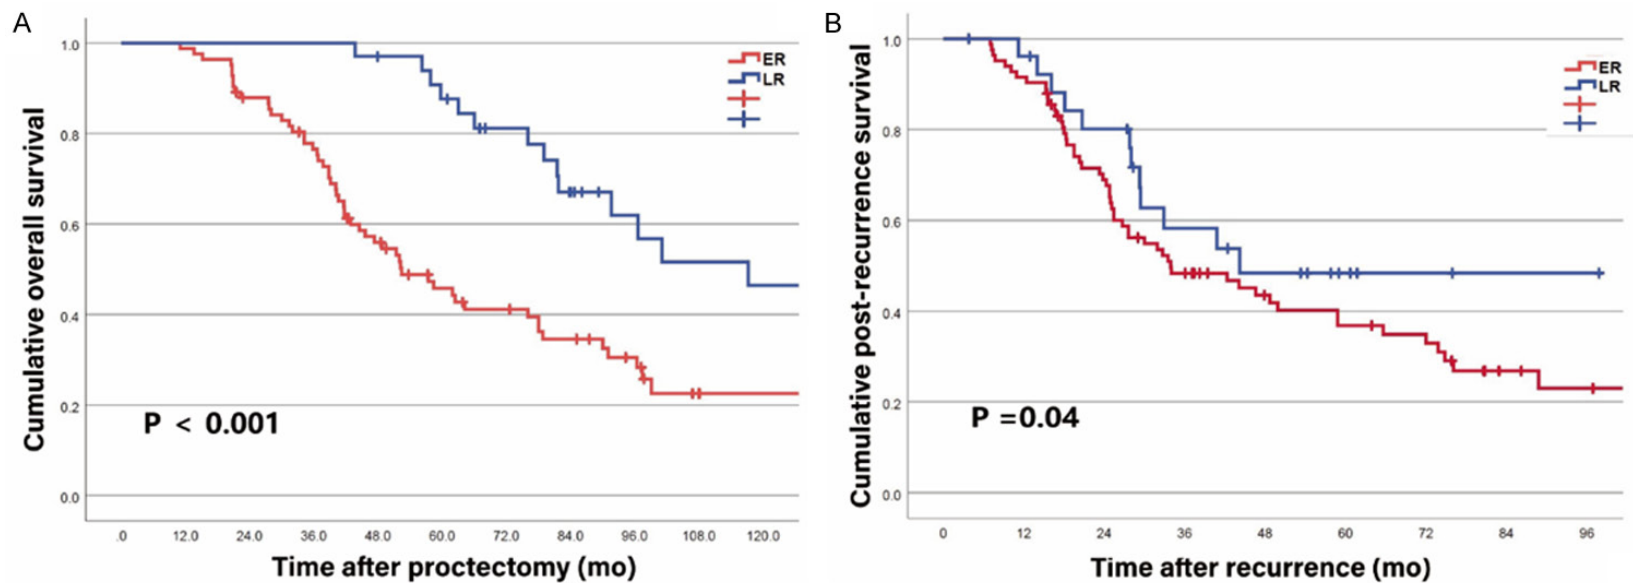 A
Cumulative overall survival
1.0
0.8
0.6
0.4
0.2
0.0
ER
LR
P < 0.001
.0 12.0 24.0 36.0 48.0 60.0 72.0 84.0 96.0 108.0 120.0
Time after proctectomy (mo)
B
Cumulative post-recurrence survival
1.0
0.8
0.6
0.4
0.2
0.0
ER
LR
P =0.04
0 12 24 36 48 60 72 84 96
Time after recurrence (mo)